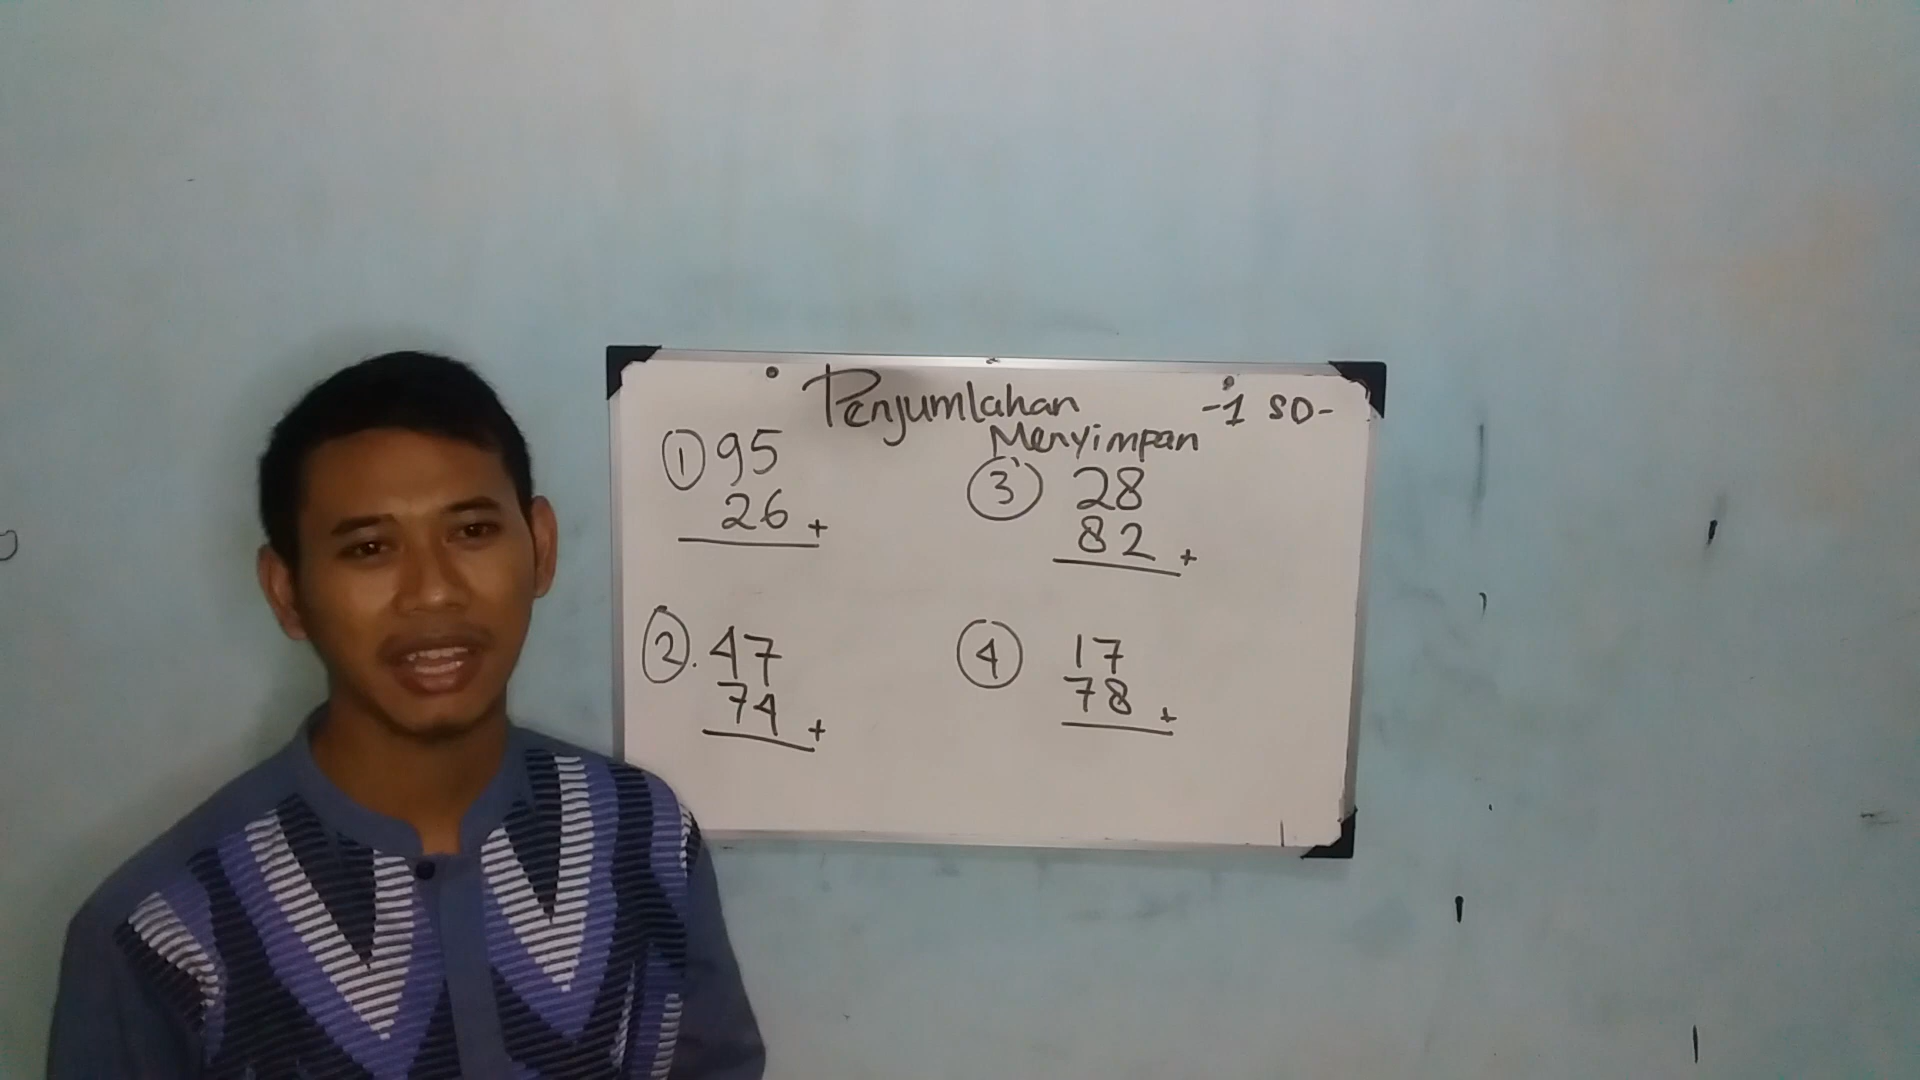 Penjumlahan -1 SD-
Menyimpan
① 95
26 +
② . 47
74 +
③ 28
82 +
④ 17
78 +